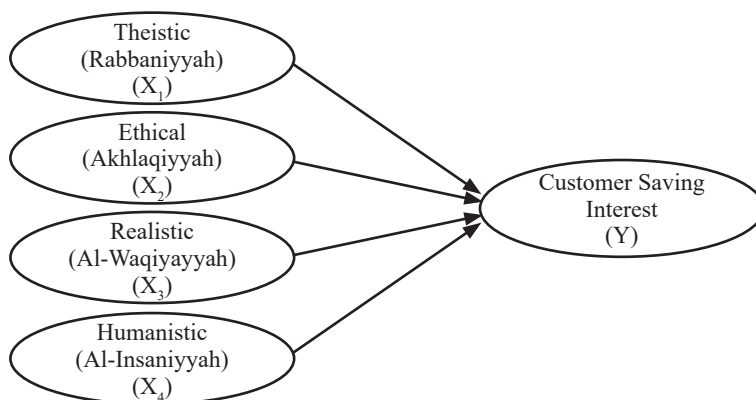 Theistic
(Rabbaniyyah)
(X₁)
Ethical
(Akhlaqiyyah)
(X₂)
Realistic
(Al-Waqiyayyah)
(X₃)
Humanistic
(Al-Insaniyyah)
(X₄)
Customer Saving
Interest
(Y)